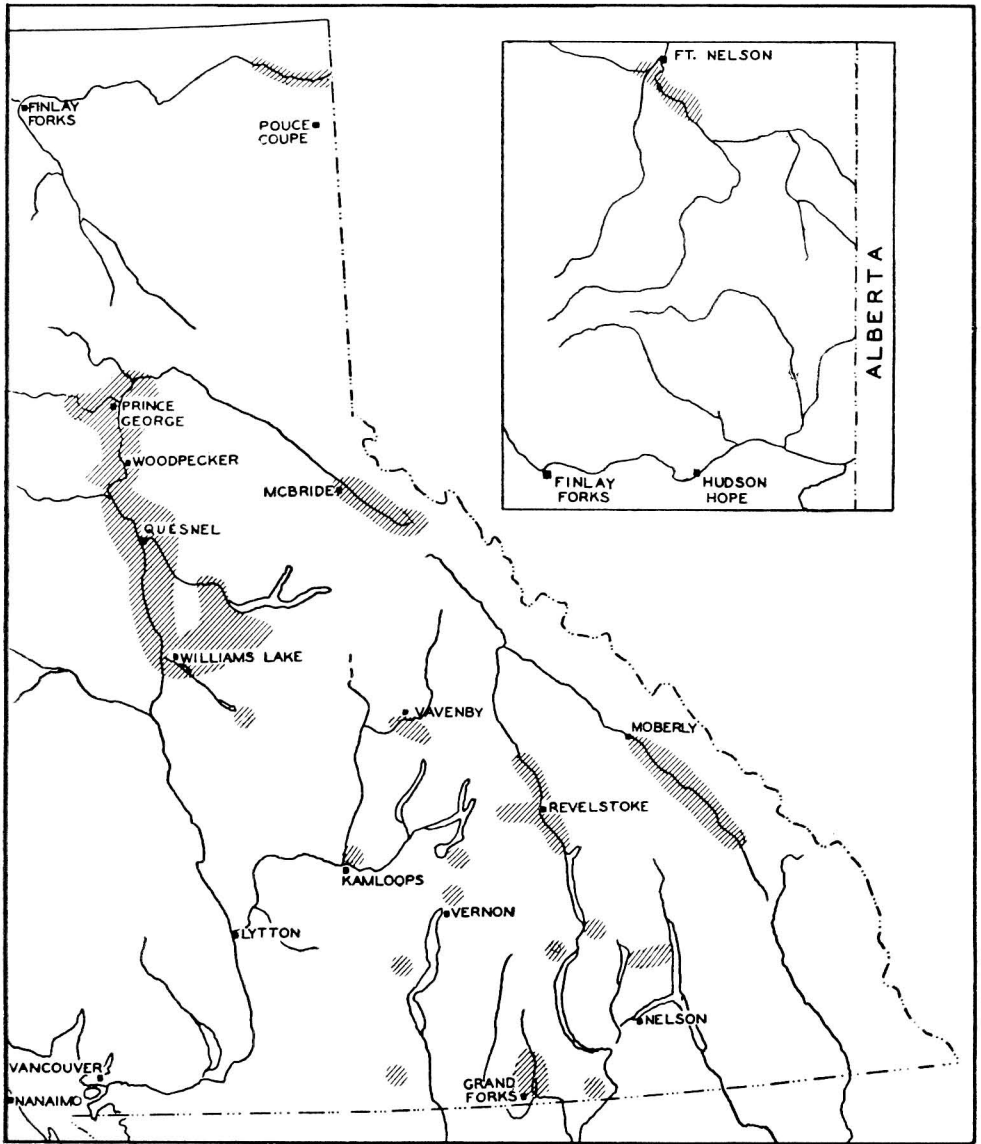 FINLAY
FORKS
POUCE
COUPE
FT. NELSON
ALBERTA
FINLAY
FORKS
HUDSON
HOPE
PRINCE
GEORGE
WOODPECKER
MCBRIDE
QUESNEL
WILLIAMS LAKE
VAVENBY
MOBERLY
REVELSTOKE
KAMLOOPS
VERNON
LYTTON
NELSON
VANCOUVER
NANAIMO
GRAND
FORKS